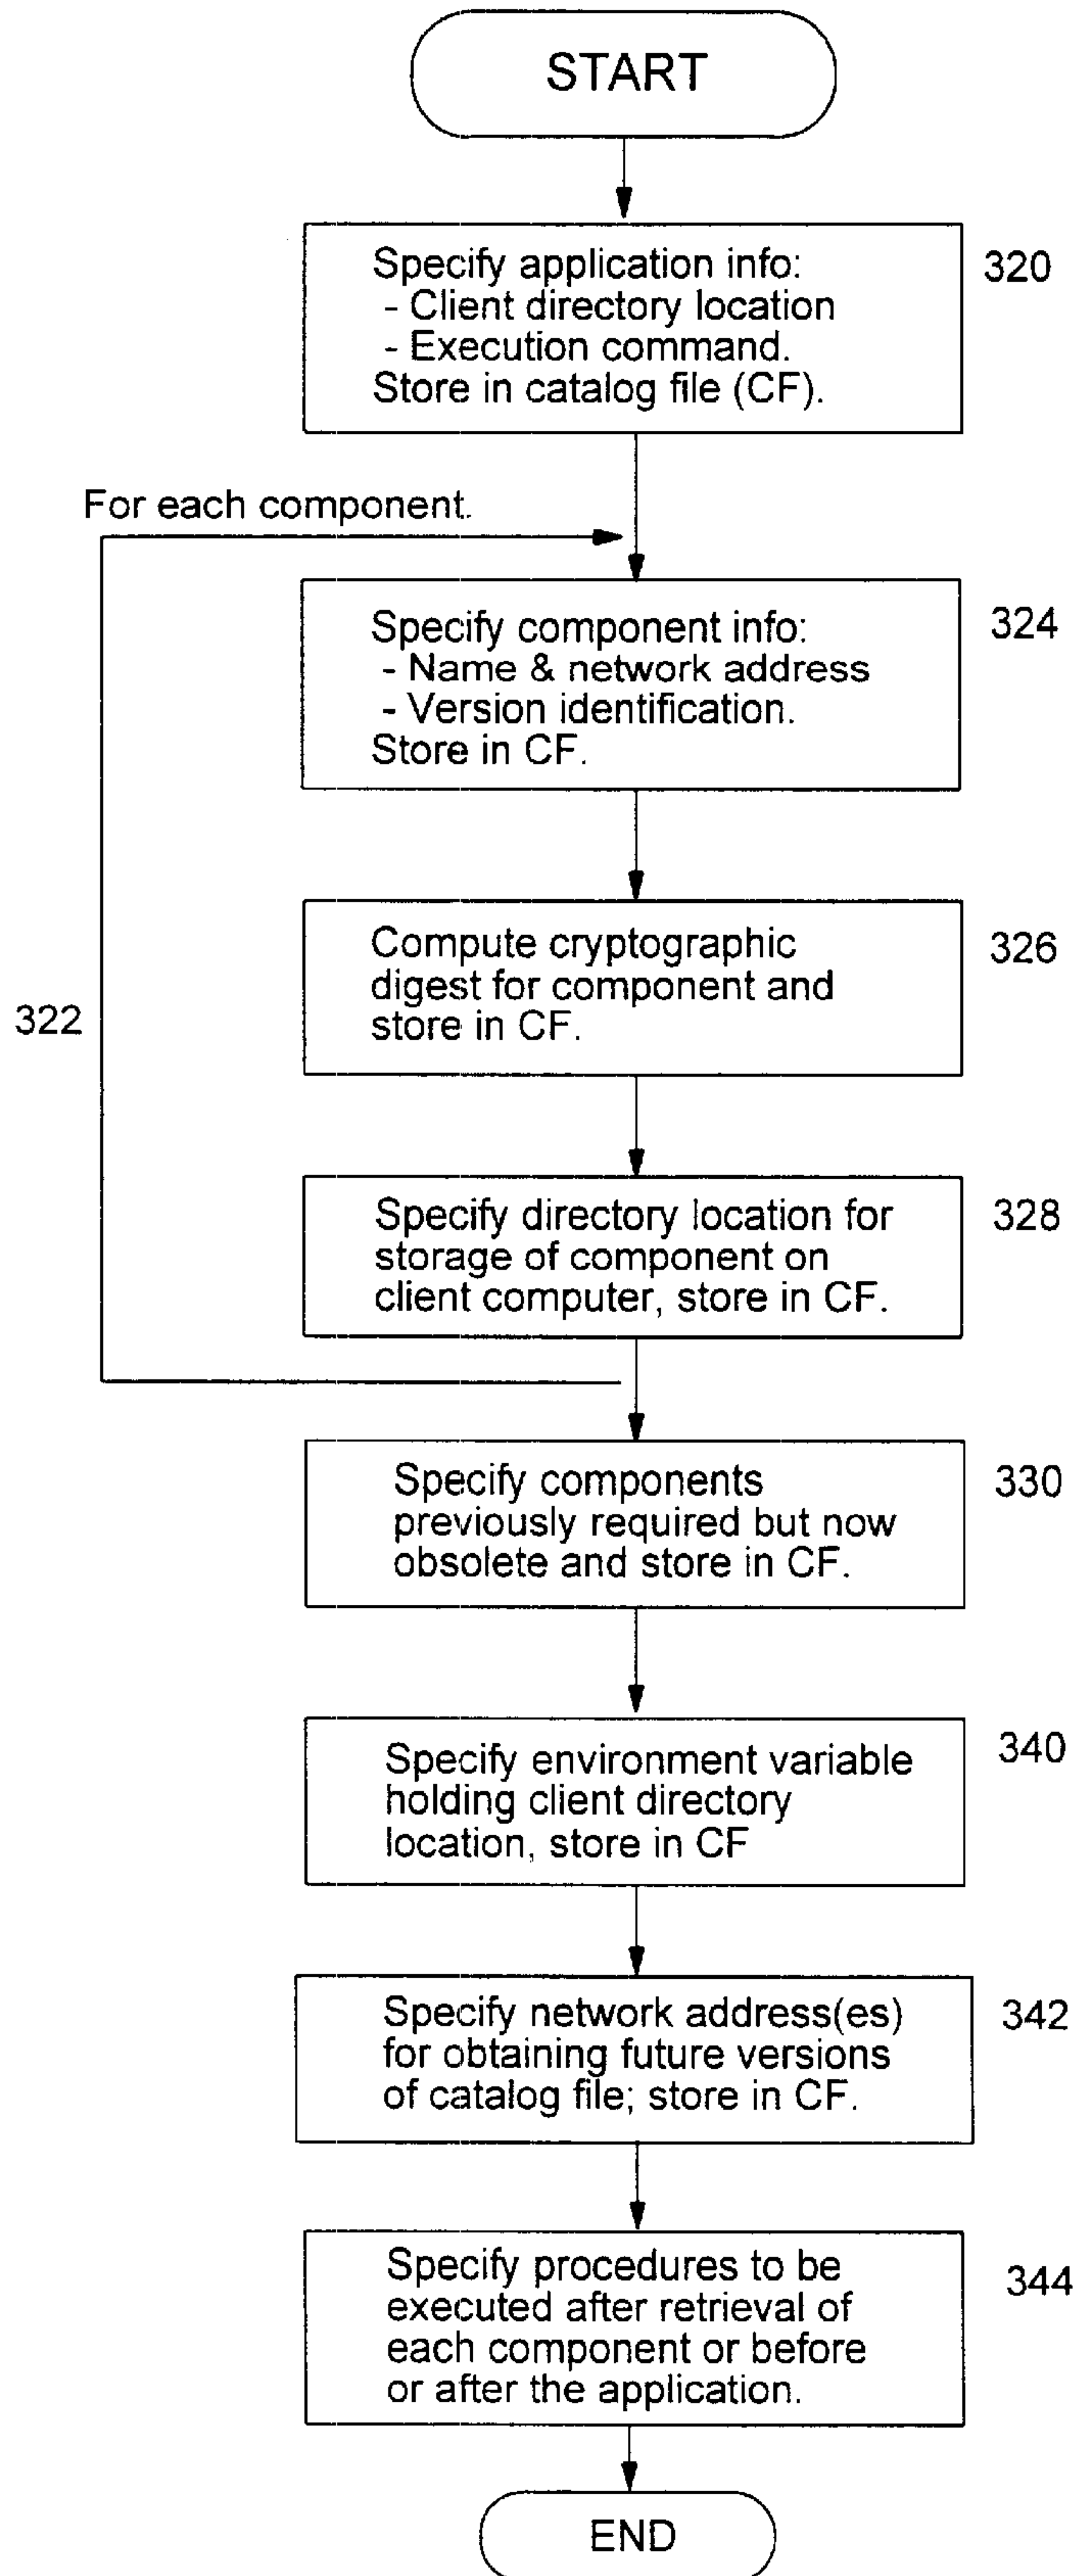 START
Specify application info:
- Client directory location
- Execution command.
Store in catalog file (CF).
320
For each component.
Specify component info:
- Name & network address
- Version identification.
Store in CF.
324
Compute cryptographic
digest for component and
store in CF.
326
322
Specify directory location for
storage of component on
client computer, store in CF.
328
Specify components
previously required but now
obsolete and store in CF.
330
Specify environment variable
holding client directory
location, store in CF
340
Specify network address(es)
for obtaining future versions
of catalog file; store in CF.
342
Specify procedures to be
executed after retrieval of
each component or before
or after the application.
344
END